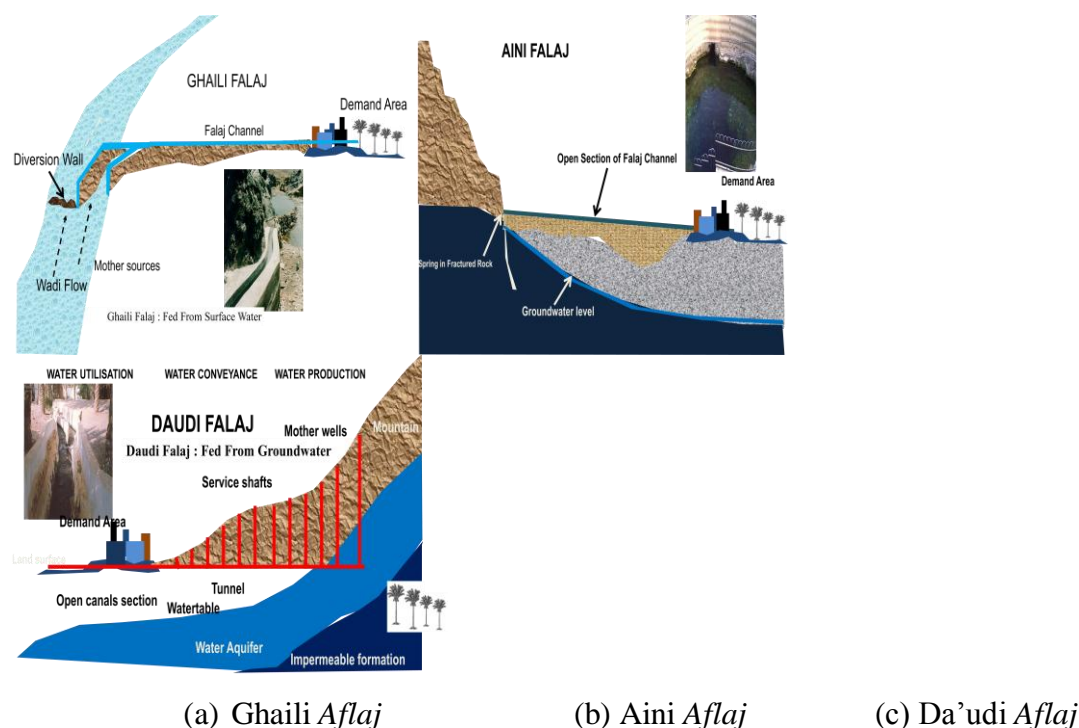 GHAILI FALAJ
Demand Area
Falaj Channel
Diversion Wall
Mother sources
Wadi Flow
Ghaili Falaj : Fed From Surface Water
AINI FALAJ
Open Section of Falaj Channel
Demand Area
Spring in Fractured Rock
Groundwater level
WATER UTILISATION WATER CONVEYANCE WATER PRODUCTION
DAUDI FALAJ
Mother wells
Mountain
Daudi Falaj : Fed From Groundwater
Service shafts
Demand Area
Land surface
Tunnel
Open canals section
Watertable
Water Aquifer
Impermeable formation
(a) Ghaili Aflaj (b) Aini Aflaj (c) Da’udi Aflaj